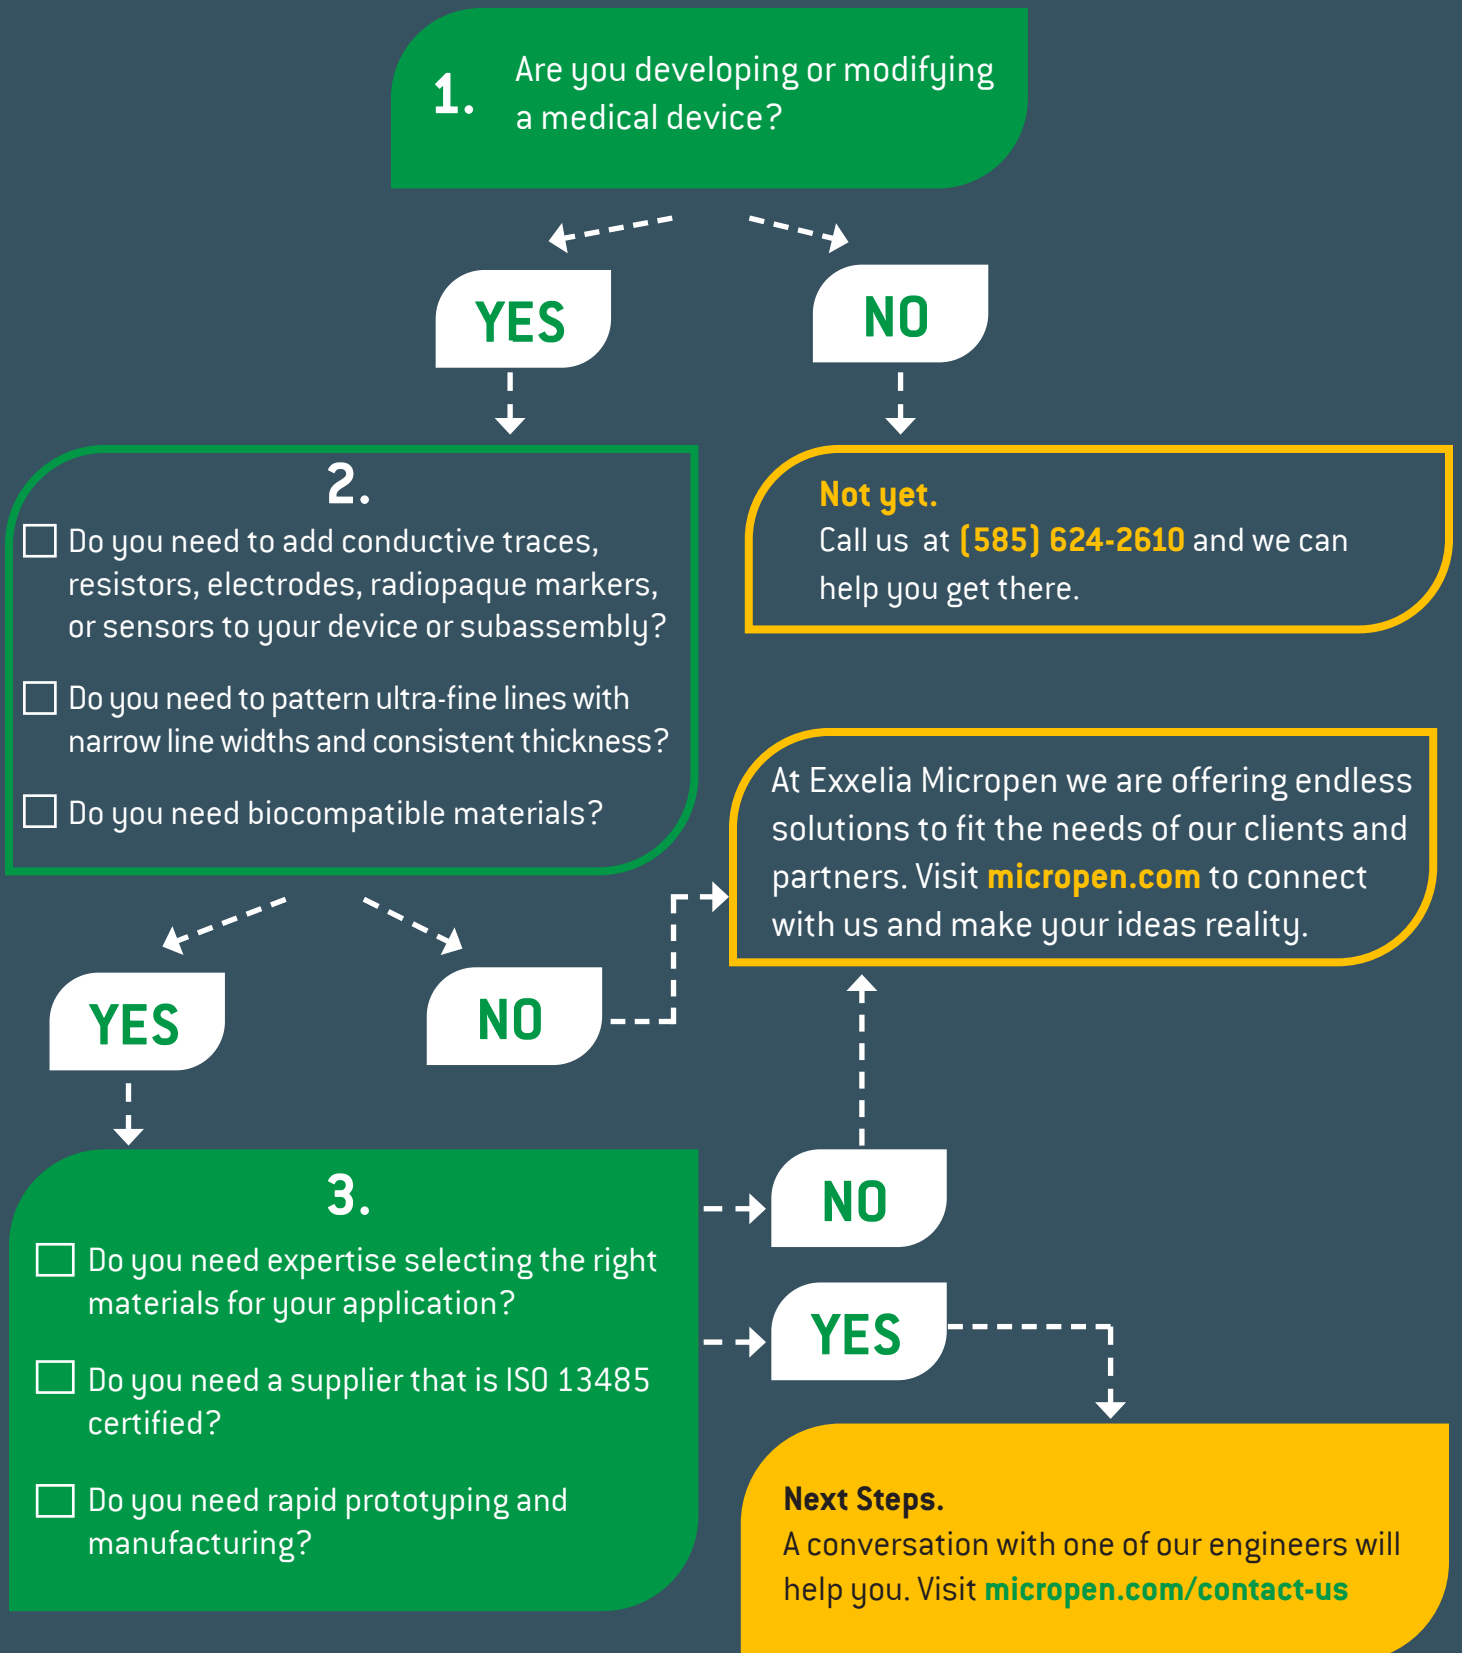 1.
Are you developing or modifying
a medical device?
YES
NO
2.
Do you need to add conductive traces,
resistors, electrodes, radiopaque markers,
or sensors to your device or subassembly?
Do you need to pattern ultra-fine lines with
narrow line widths and consistent thickness?
Do you need biocompatible materials?
Not yet.
Call us at (585) 624-2610 and we can
help you get there.
At Exxelia Micropen we are offering endless
solutions to fit the needs of our clients and
partners. Visit micropen.com to connect
with us and make your ideas reality.
YES
NO
3.
Do you need expertise selecting the right
materials for your application?
Do you need a supplier that is ISO 13485
certified?
Do you need rapid prototyping and
manufacturing?
NO
YES
Next Steps.
A conversation with one of our engineers will
help you. Visit micropen.com/contact-us